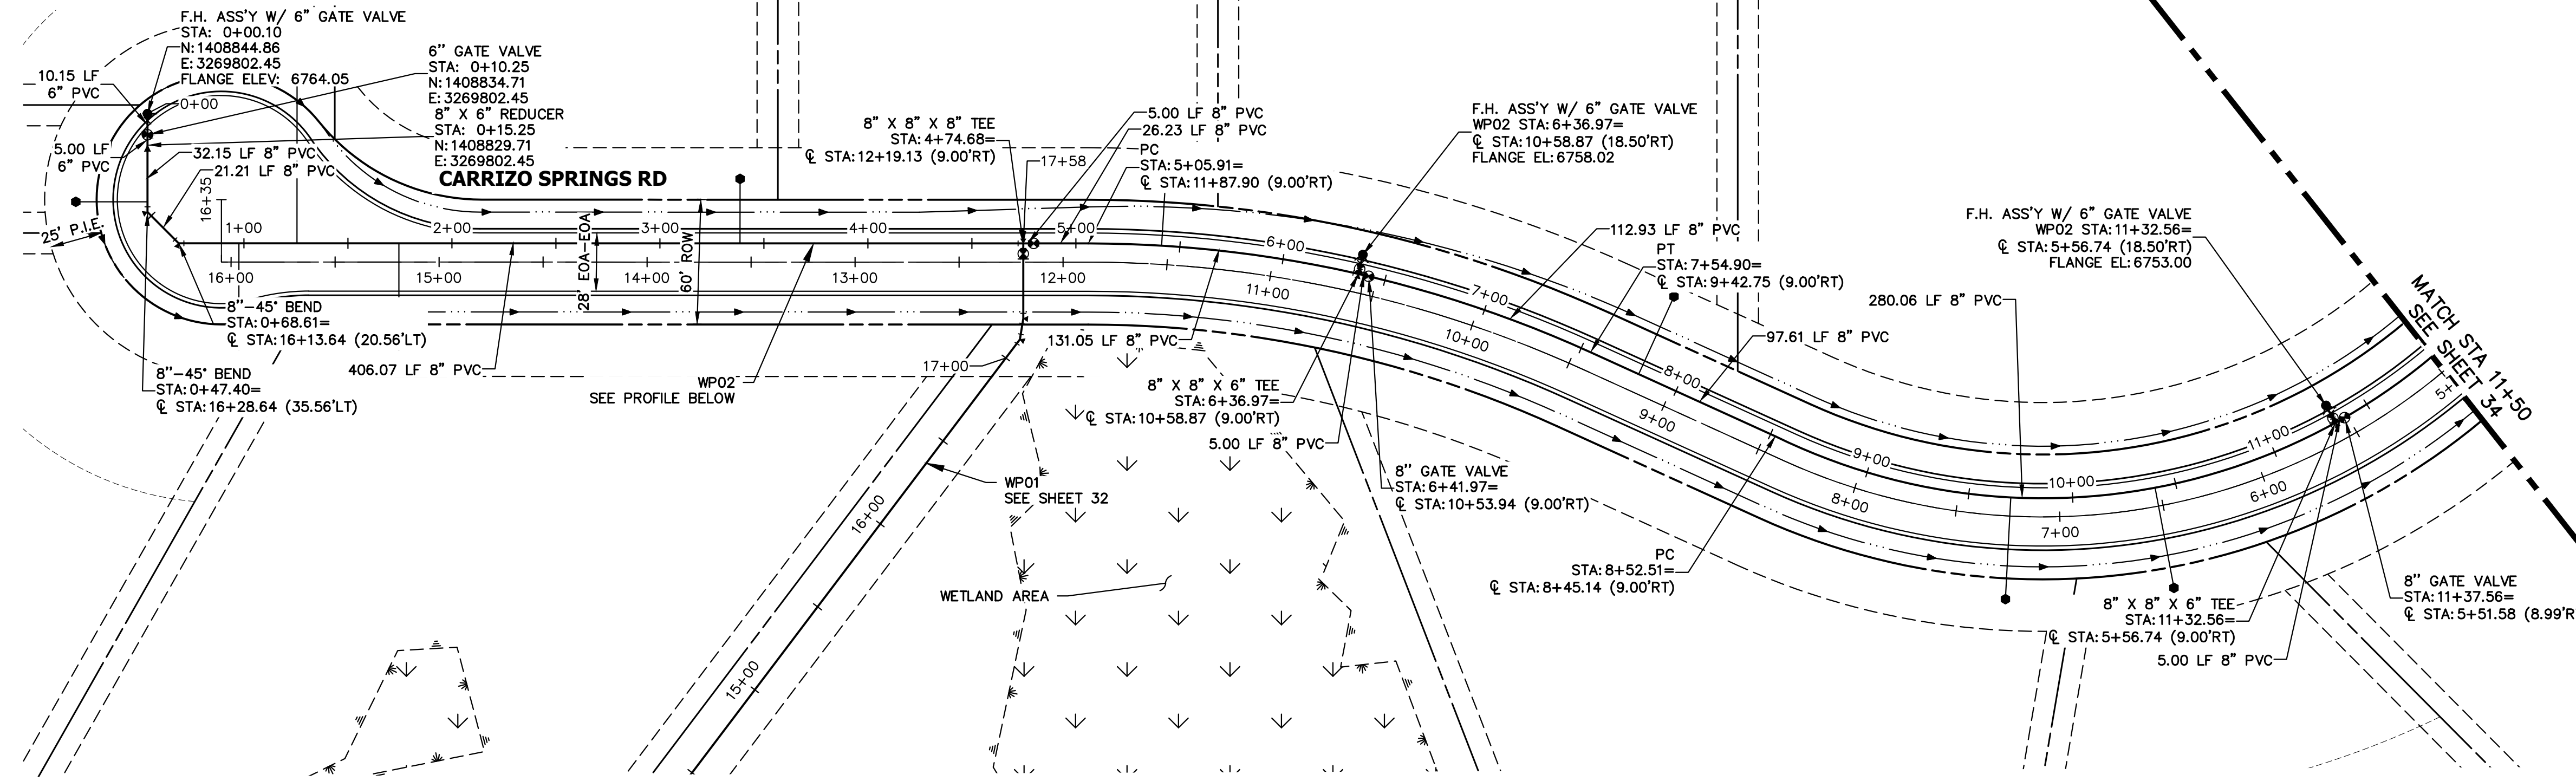 F.H. ASS'Y W/ 6" GATE VALVE
STA: 0+00.10
N:1408844.86
E:3269802.45
FLANGE ELEV: 6764.05
10.15 LF
6" PVC
0+00
6" GATE VALVE
STA: 0+10.25
N:1408834.71
E:3269802.45
8" X 6" REDUCER
STA: 0+15.25
N:1408829.71
E:3269802.45
5.00 LF
6" PVC
32.15 LF 8" PVC
21.21 LF 8" PVC
16+35
25' P.I.E.
CARRIZO SPRINGS RD
8" X 8" X 8" TEE
STA:4+74.68=
℄ STA:12+19.13 (9.00'RT)
5.00 LF 8" PVC
26.23 LF 8" PVC
17+58
PC
STA:5+05.91=
℄ STA:11+87.90 (9.00'RT)
F.H. ASS'Y W/ 6" GATE VALVE
WP02 STA:6+36.97=
℄ STA:10+58.87 (18.50'RT)
FLANGE EL:6758.02
112.93 LF 8" PVC
PT
STA:7+54.90=
℄ STA:9+42.75 (9.00'RT)
F.H. ASS'Y W/ 6" GATE VALVE
WP02 STA:11+32.56=
℄ STA:5+56.74 (18.50'RT)
FLANGE EL:6753.00
280.06 LF 8" PVC
97.61 LF 8" PVC
MATCH STA 11+50
SEE SHEET 34
1+00
2+00
3+00
4+00
5+00
6+00
7+00
8+00
9+00
10+00
11+00
28' EOA-EOA
60' ROW
16+00
15+00
14+00
13+00
12+00
11+00
10+00
9+00
8+00
7+00
6+00
5+
8"-45° BEND
STA:0+68.61=
℄ STA:16+13.64 (20.56'LT)
8"-45° BEND
STA:0+47.40=
℄ STA:16+28.64 (35.56'LT)
406.07 LF 8" PVC
WP02
SEE PROFILE BELOW
17+00
16+00
15+00
131.05 LF 8" PVC
8" X 8" X 6" TEE
STA:6+36.97=
℄ STA:10+58.87 (9.00'RT)
5.00 LF 8" PVC
8" GATE VALVE
STA:6+41.97=
℄ STA:10+53.94 (9.00'RT)
WP01
SEE SHEET 32
WETLAND AREA
PC
STA:8+52.51=
℄ STA:8+45.14 (9.00'RT)
8" GATE VALVE
STA:11+37.56=
℄ STA:5+51.58 (8.99'R
8" X 8" X 6" TEE
STA:11+32.56=
℄ STA:5+56.74 (9.00'RT)
5.00 LF 8" PVC